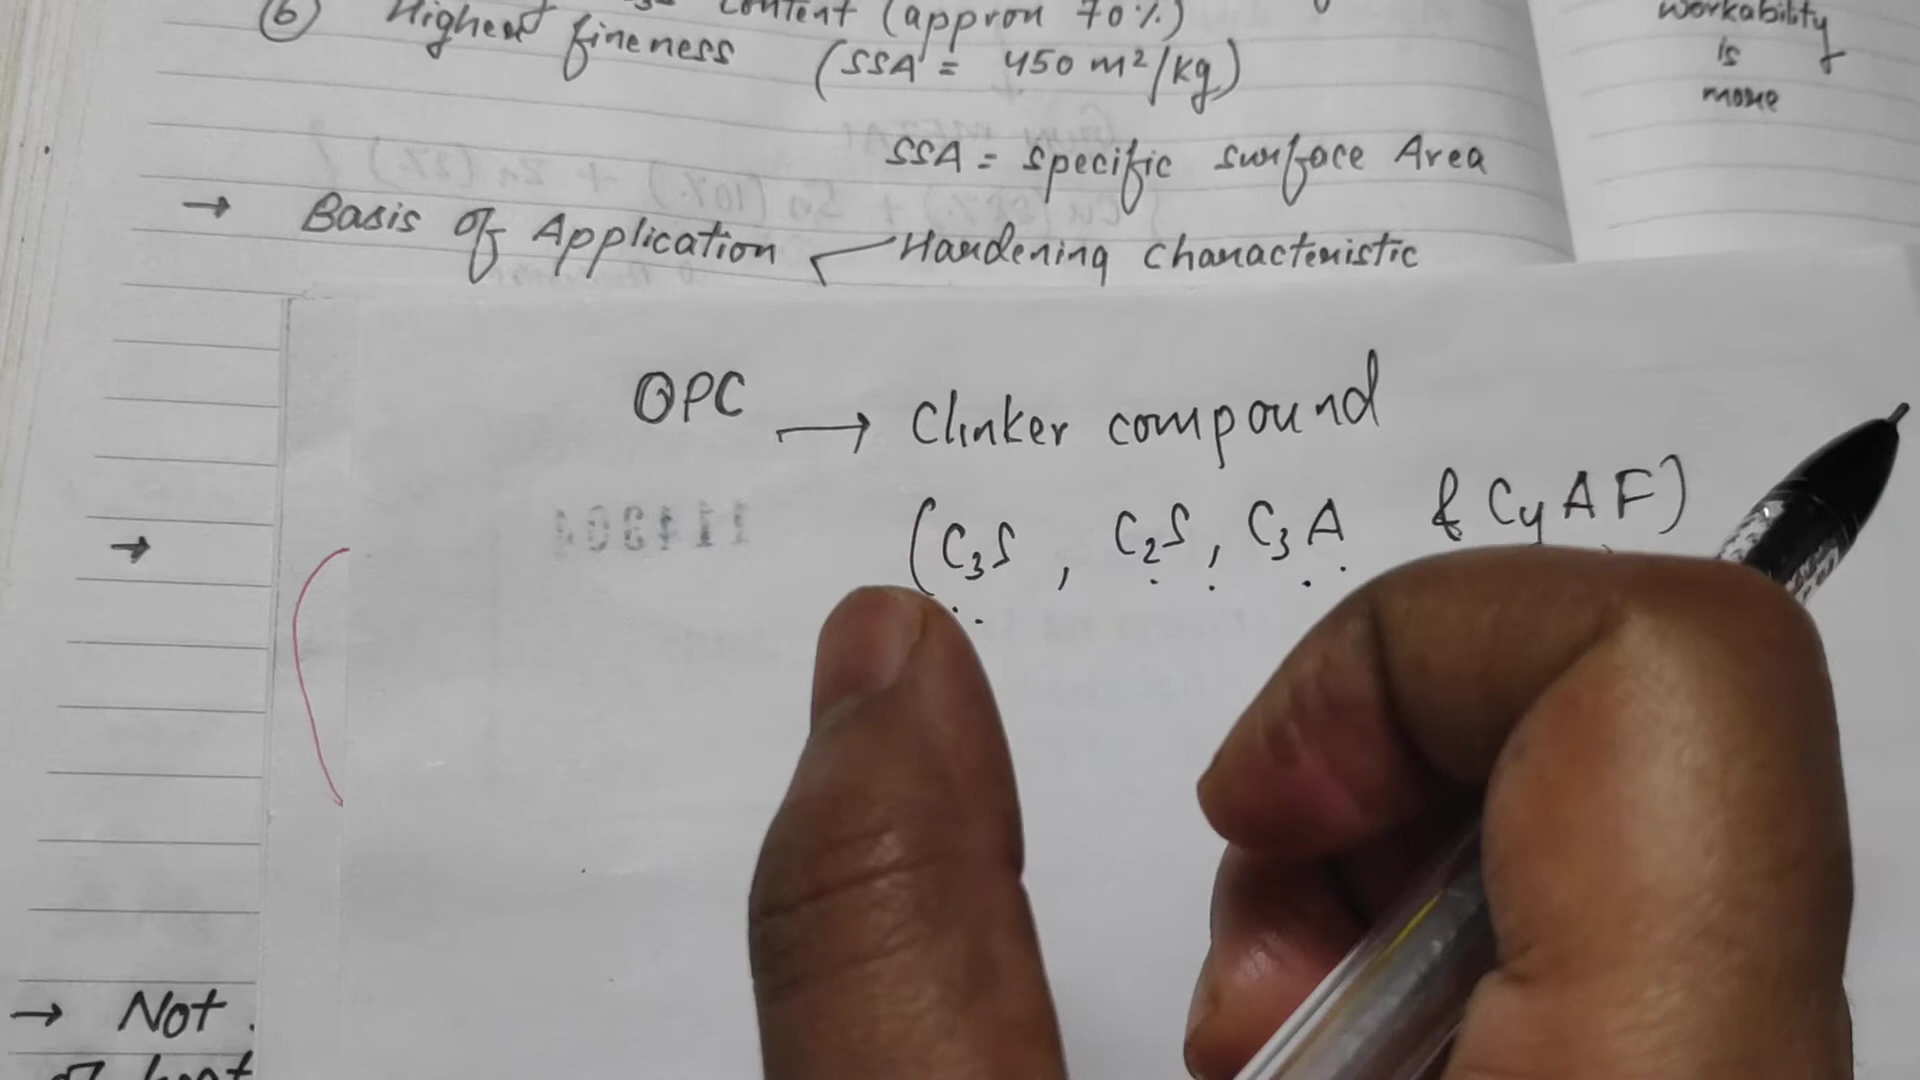 content (approx 70%)
⑥ Highest fineness (SSA = 450 m²/kg)
SSA = specific surface Area
→ Basis of Application Hardening characteristic
workability
is
more
OPC → Clinker compound
(C₃S, C₂S, C₃A & C₄AF)
→
→ Not